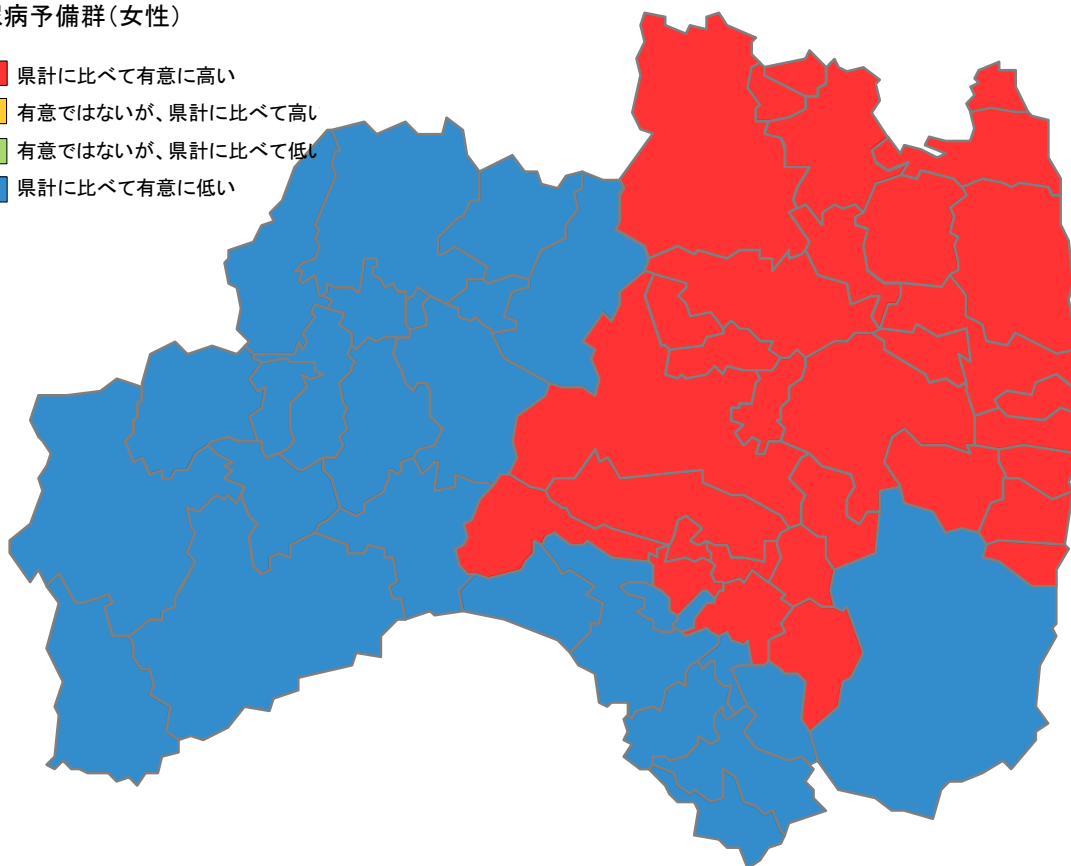 病予備群(女性)
県計に比べて有意に高い
有意ではないが、県計に比べて高い
有意ではないが、県計に比べて低い
県計に比べて有意に低い